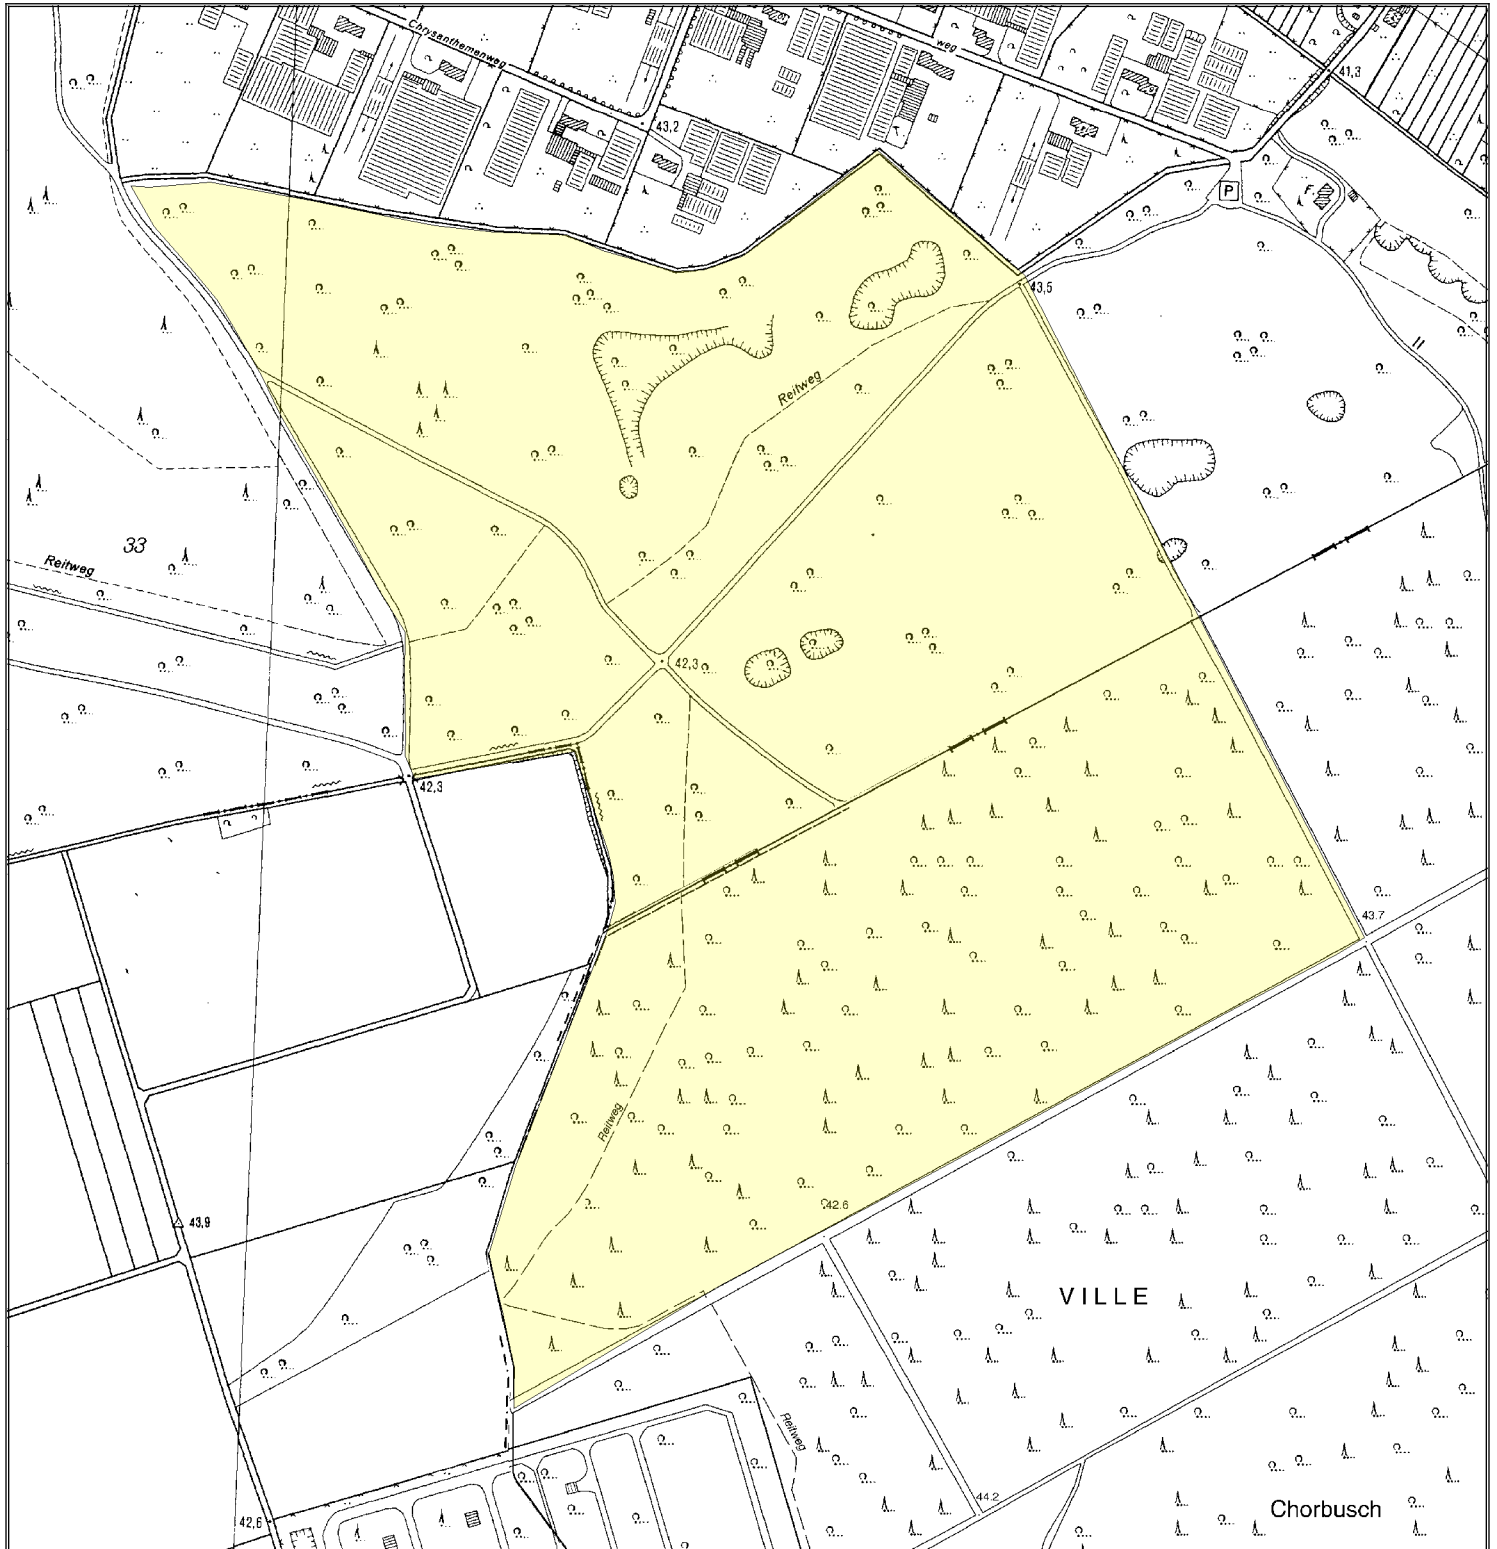 Chrysanthemenweg
weg
41,3
43,2
P
F.
43,5
Reitweg
33
Reitweg
42,3
42,3
43.7
Reitweg
42.6
43,9
VILLE
Reitweg
44.2
Chorbusch
42,6